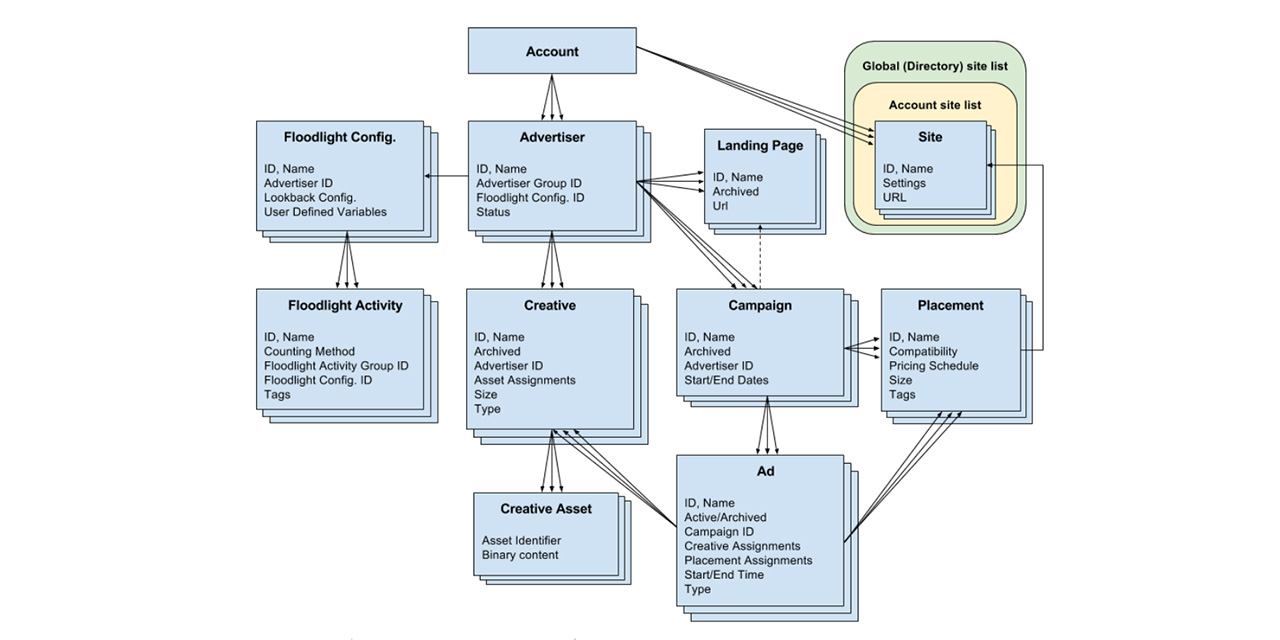 Account
Global (Directory) site list
Account site list
Site
ID, Name
Settings
URL
Floodlight Config.
ID, Name
Advertiser ID
Lookback Config.
User Defined Variables
Advertiser
ID, Name
Advertiser Group ID
Floodlight Config. ID
Status
Landing Page
ID, Name
Archived
Url
Floodlight Activity
ID, Name
Counting Method
Floodlight Activity Group ID
Floodlight Config. ID
Tags
Creative
ID, Name
Archived
Advertiser ID
Asset Assignments
Size
Type
Campaign
ID, Name
Archived
Advertiser ID
Start/End Dates
Placement
ID, Name
Compatibility
Pricing Schedule
Size
Tags
Creative Asset
Asset Identifier
Binary content
Ad
ID, Name
Active/Archived
Campaign ID
Creative Assignments
Placement Assignments
Start/End Time
Type